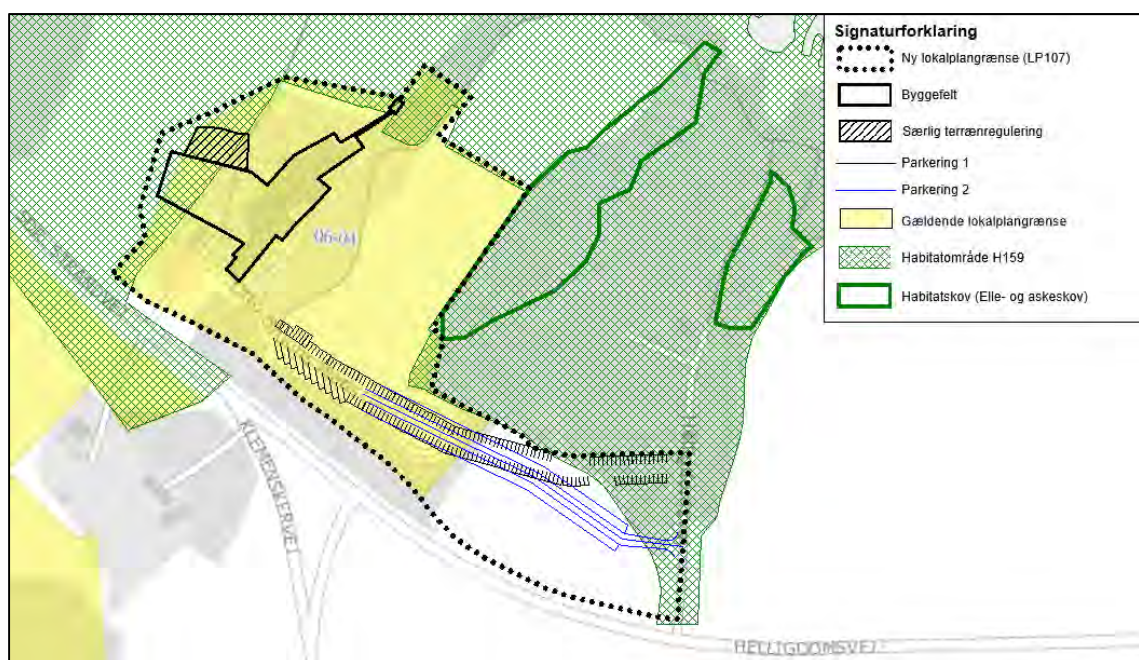 Signaturforklaring
Ny lokalplangrænse (LP107)
Byggefelt
Særlig terrænregulering
Parkering 1
Parkering 2
Gældende lokalplangrænse
Habitatområde H159
Habitatskov (Elle- og askeskov)
06-04
KLEMENSKERVEJ
HELLIGDOMSVEJ